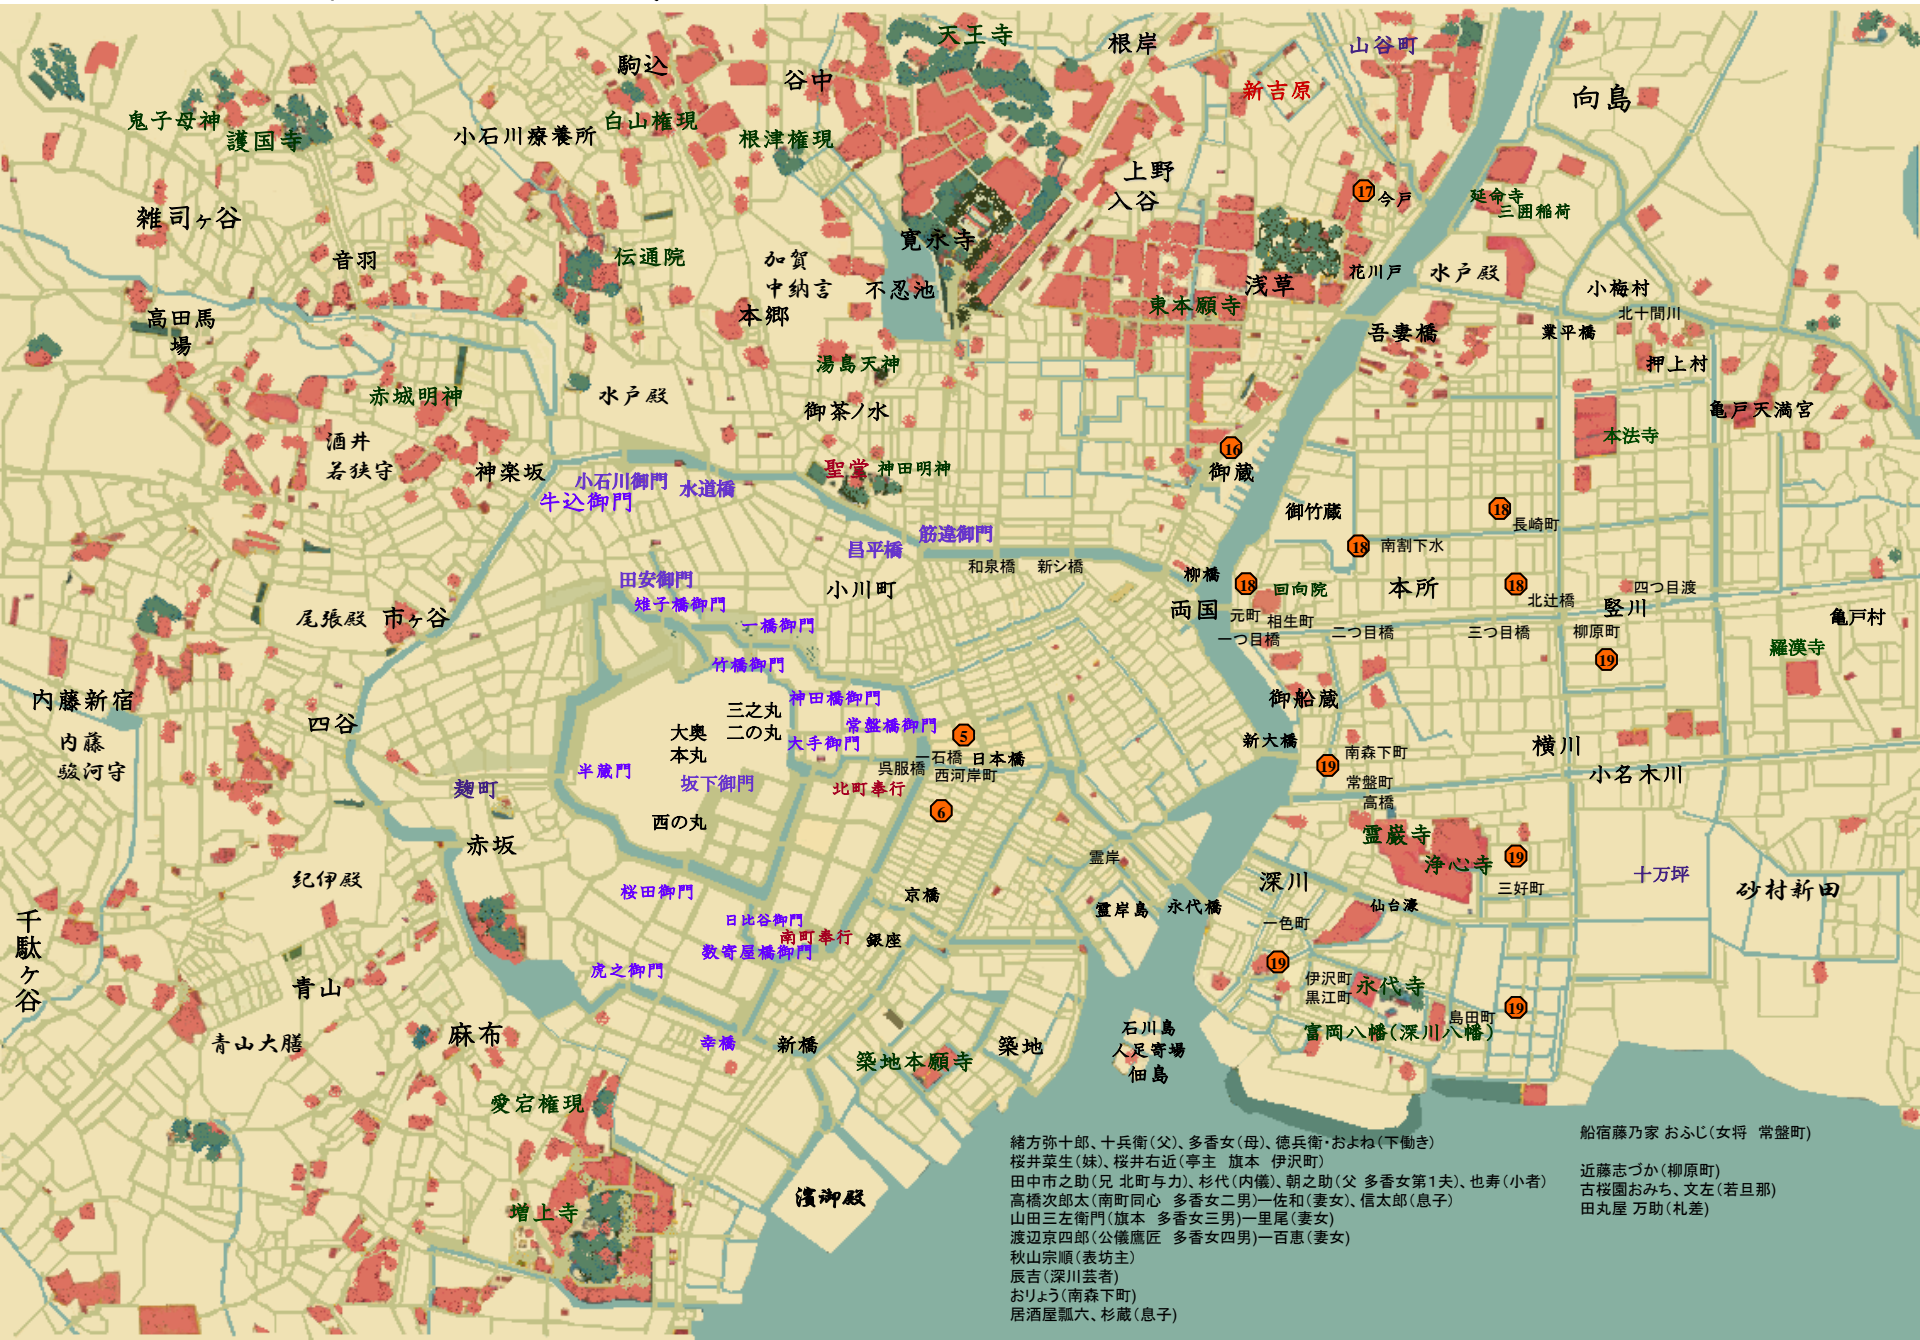 天王寺
根岸
山谷町
駒込
谷中
新吉原
向島
鬼子母神
護国寺
小石川療養所
白山権現
根津権現
上野
入谷
17
今戸
延命寺
三囲稲荷
雑司ヶ谷
音羽
伝通院
加賀
中納言
寛永寺
不忍池
浅草
花川戸
水戸殿
小梅村
高田馬
場
本郷
東本願寺
北十間川
吾妻橋
業平橋
湯島天神
押上村
赤城明神
水戸殿
御茶ノ水
亀戸天満宮
酒井
若狭守
神楽坂
本法寺
聖堂
神田明神
16
御蔵
小石川御門
水道橋
牛込御門
御竹蔵
18
長崎町
筋違御門
昌平橋
18
南割下水
和泉橋
新シ橋
柳橋
田安御門
小川町
18
回向院
本所
18
北辻橋
四つ目渡
雉子橋御門
両国
竪川
尾張殿
市ヶ谷
一橋御門
元町
相生町
一つ目橋
二つ目橋
三つ目橋
柳原町
亀戸村
羅漢寺
竹橋御門
19
内藤新宿
神田橋御門
御船蔵
四谷
三之丸
二の丸
大奥
本丸
常盤橋御門
大手御門
5
内藤
駿河守
一石橋
日本橋
新大橋
南森下町
横川
半蔵門
呉服橋
西河岸町
19
小名木川
麹町
坂下御門
北町奉行
常盤町
高橋
西の丸
6
赤坂
霊巌寺
浄心寺
19
霊岸
紀伊殿
桜田御門
京橋
深川
三好町
十万坪
砂村新田
千駄ヶ谷
霊岸島
永代橋
仙台濠
日比谷御門
南町奉行
銀座
一色町
数寄屋橋御門
19
虎之御門
伊沢町
黒江町
永代寺
青山
19
島田町
青山大膳
麻布
幸橋
新橋
築地本願寺
築地
石川島
人足寄場
佃島
富岡八幡(深川八幡)
愛宕権現
増上寺
濱御殿
緒方弥十郎、十兵衛(父)、多香女(母)、徳兵衛・およね(下働き)
桜井菜生(妹)、桜井右近(亭主　旗本　伊沢町)
田中市之助(兄 北町与力)、杉代(内儀)、朝之助(父 多香女第1夫)、也寿(小者)
高橋次郎太(南町同心　多香女二男)ー佐和(妻女)、信太郎(息子)
山田三左衛門(旗本　多香女三男)ー里尾(妻女)
渡辺京四郎(公儀鷹匠　多香女四男)ー百恵(妻女)
秋山宗順(表坊主)
辰吉(深川芸者)
おりょう(南森下町)
居酒屋瓢六、杉蔵(息子)
船宿藤乃家 おふじ(女将　常盤町)
近藤志づか(柳原町)
古桜園おみち、文左(若旦那)
田丸屋 万助(札差)